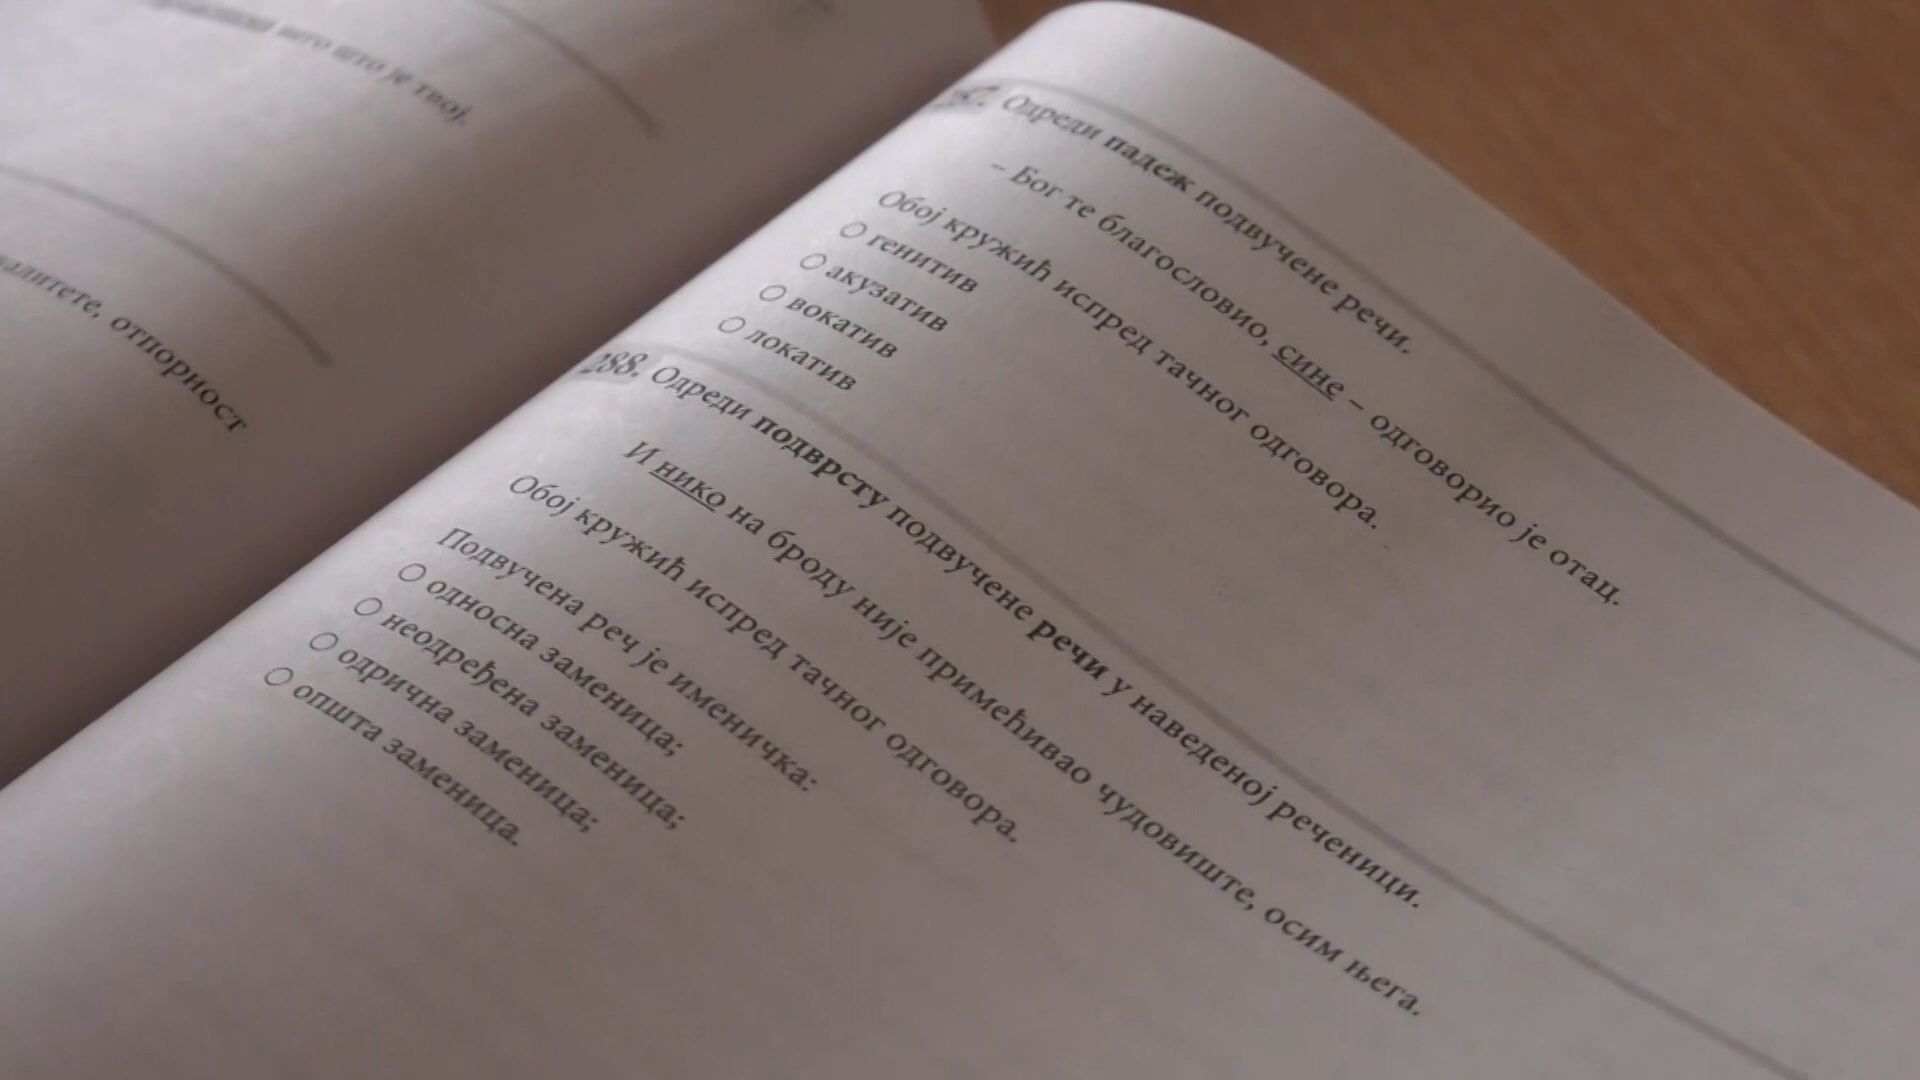 што је твој.
отпорност
Одреди падеж подвучене речи.
– Бог те благословио, сине – одговорио је отац.
Обој кружић испред тачног одговора.
генитив
акузатив
вокатив
локатив
288. Одреди подврсту подвучене речи у наведеној реченици.
И нико на броду није примећивао чудовиште, осим њега.
Обој кружић испред тачног одговора.
Подвучена реч је именичка:
односна заменица;
неодређена заменица;
одрична заменица;
општа заменица.